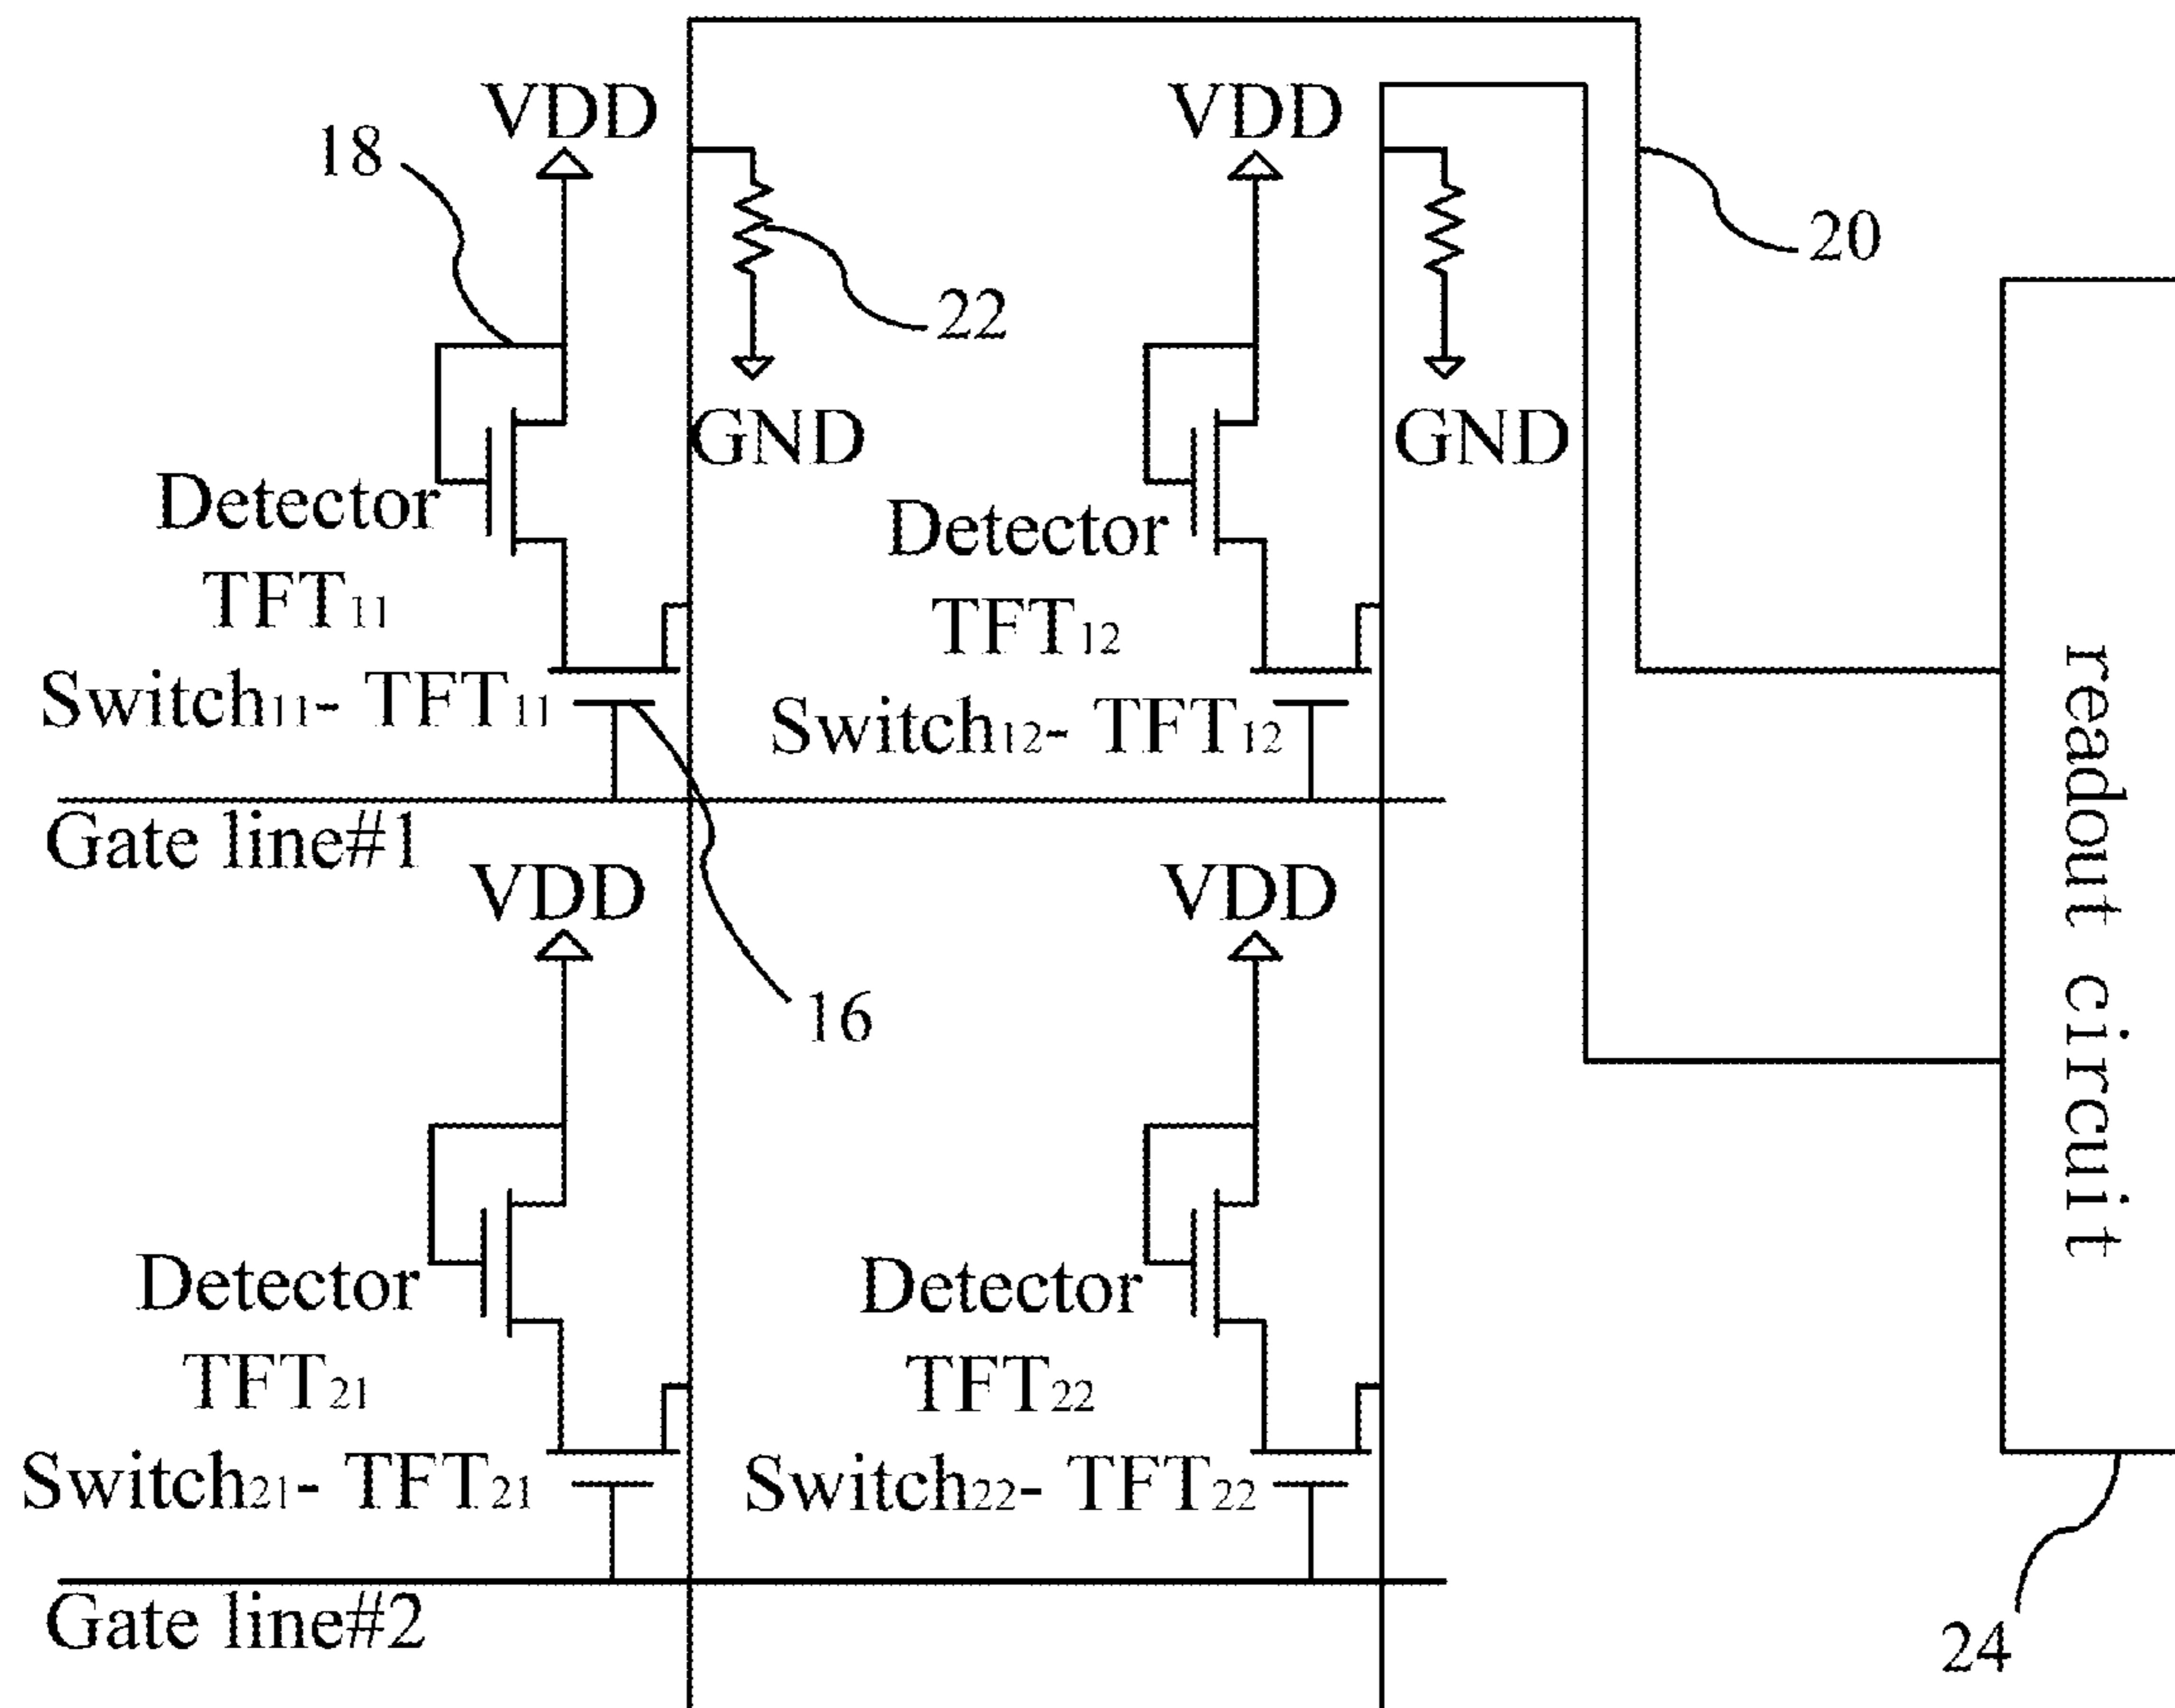 VDD
VDD
18
20
22
GND
GND
Detector
TFT11
Detector
TFT12
Switch11- TFT11
Switch12- TFT12
Gate line#1
VDD
VDD
16
readout circuit
Detector
TFT21
Detector
TFT22
Switch21- TFT21
Switch22- TFT22
Gate line#2
24